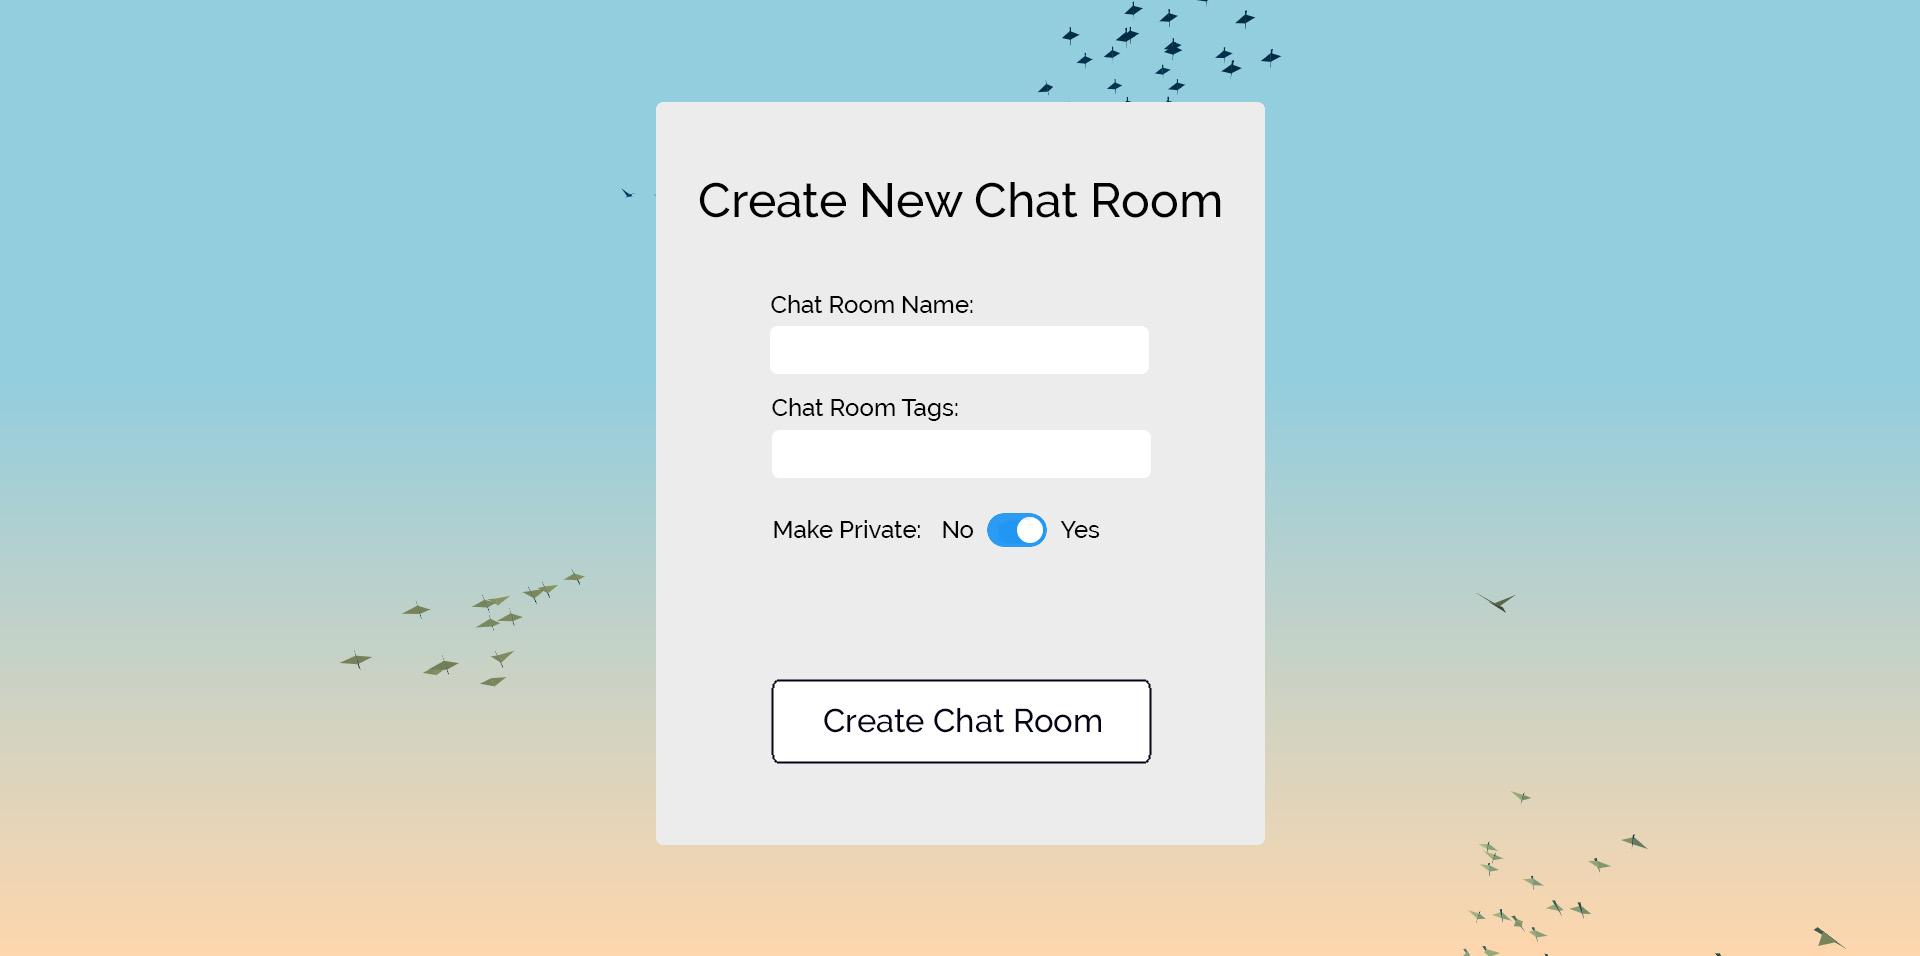 Create New Chat Room
Chat Room Name:
Chat Room Tags:
Make Private: No Yes
Create Chat Room